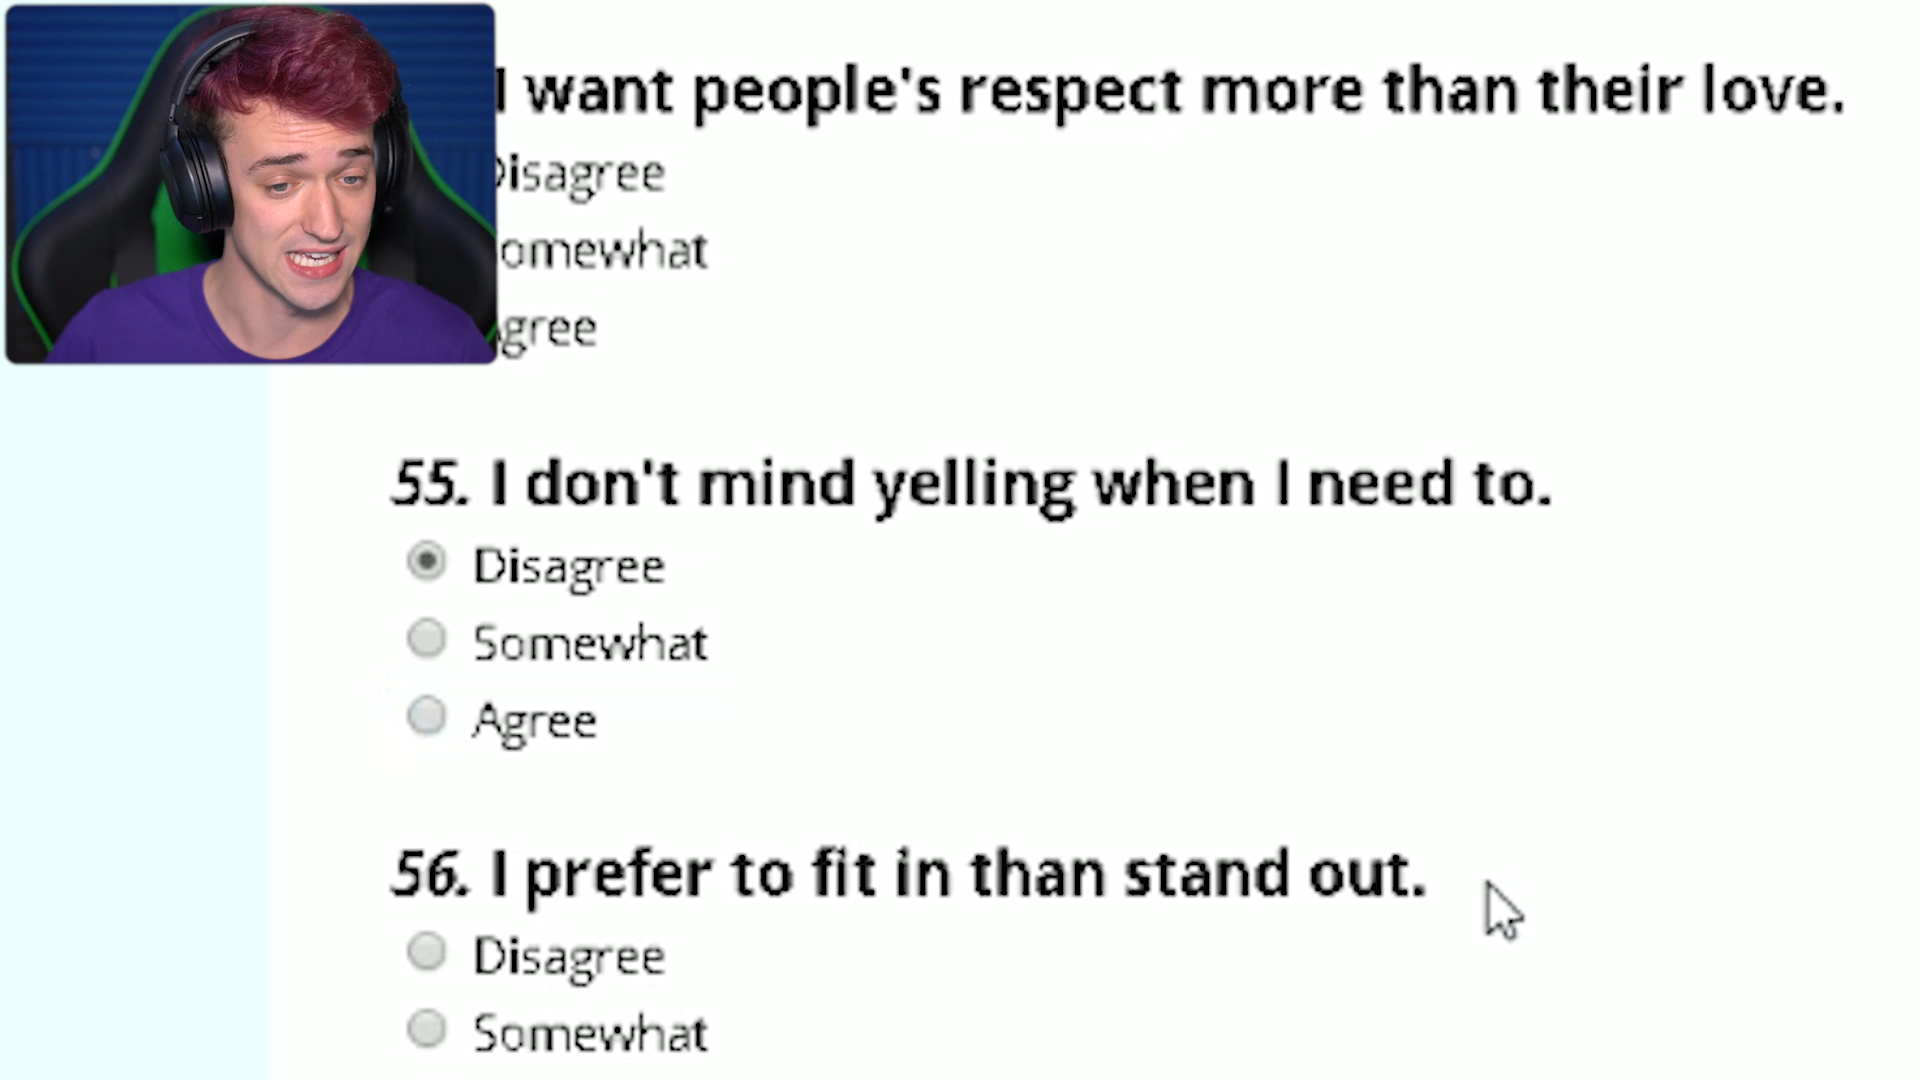 I want people's respect more than their love.
Disagree
omewhat
gree
55. I don't mind yelling when I need to.
Disagree
Somewhat
Agree
56. I prefer to fit in than stand out.
Disagree
Somewhat